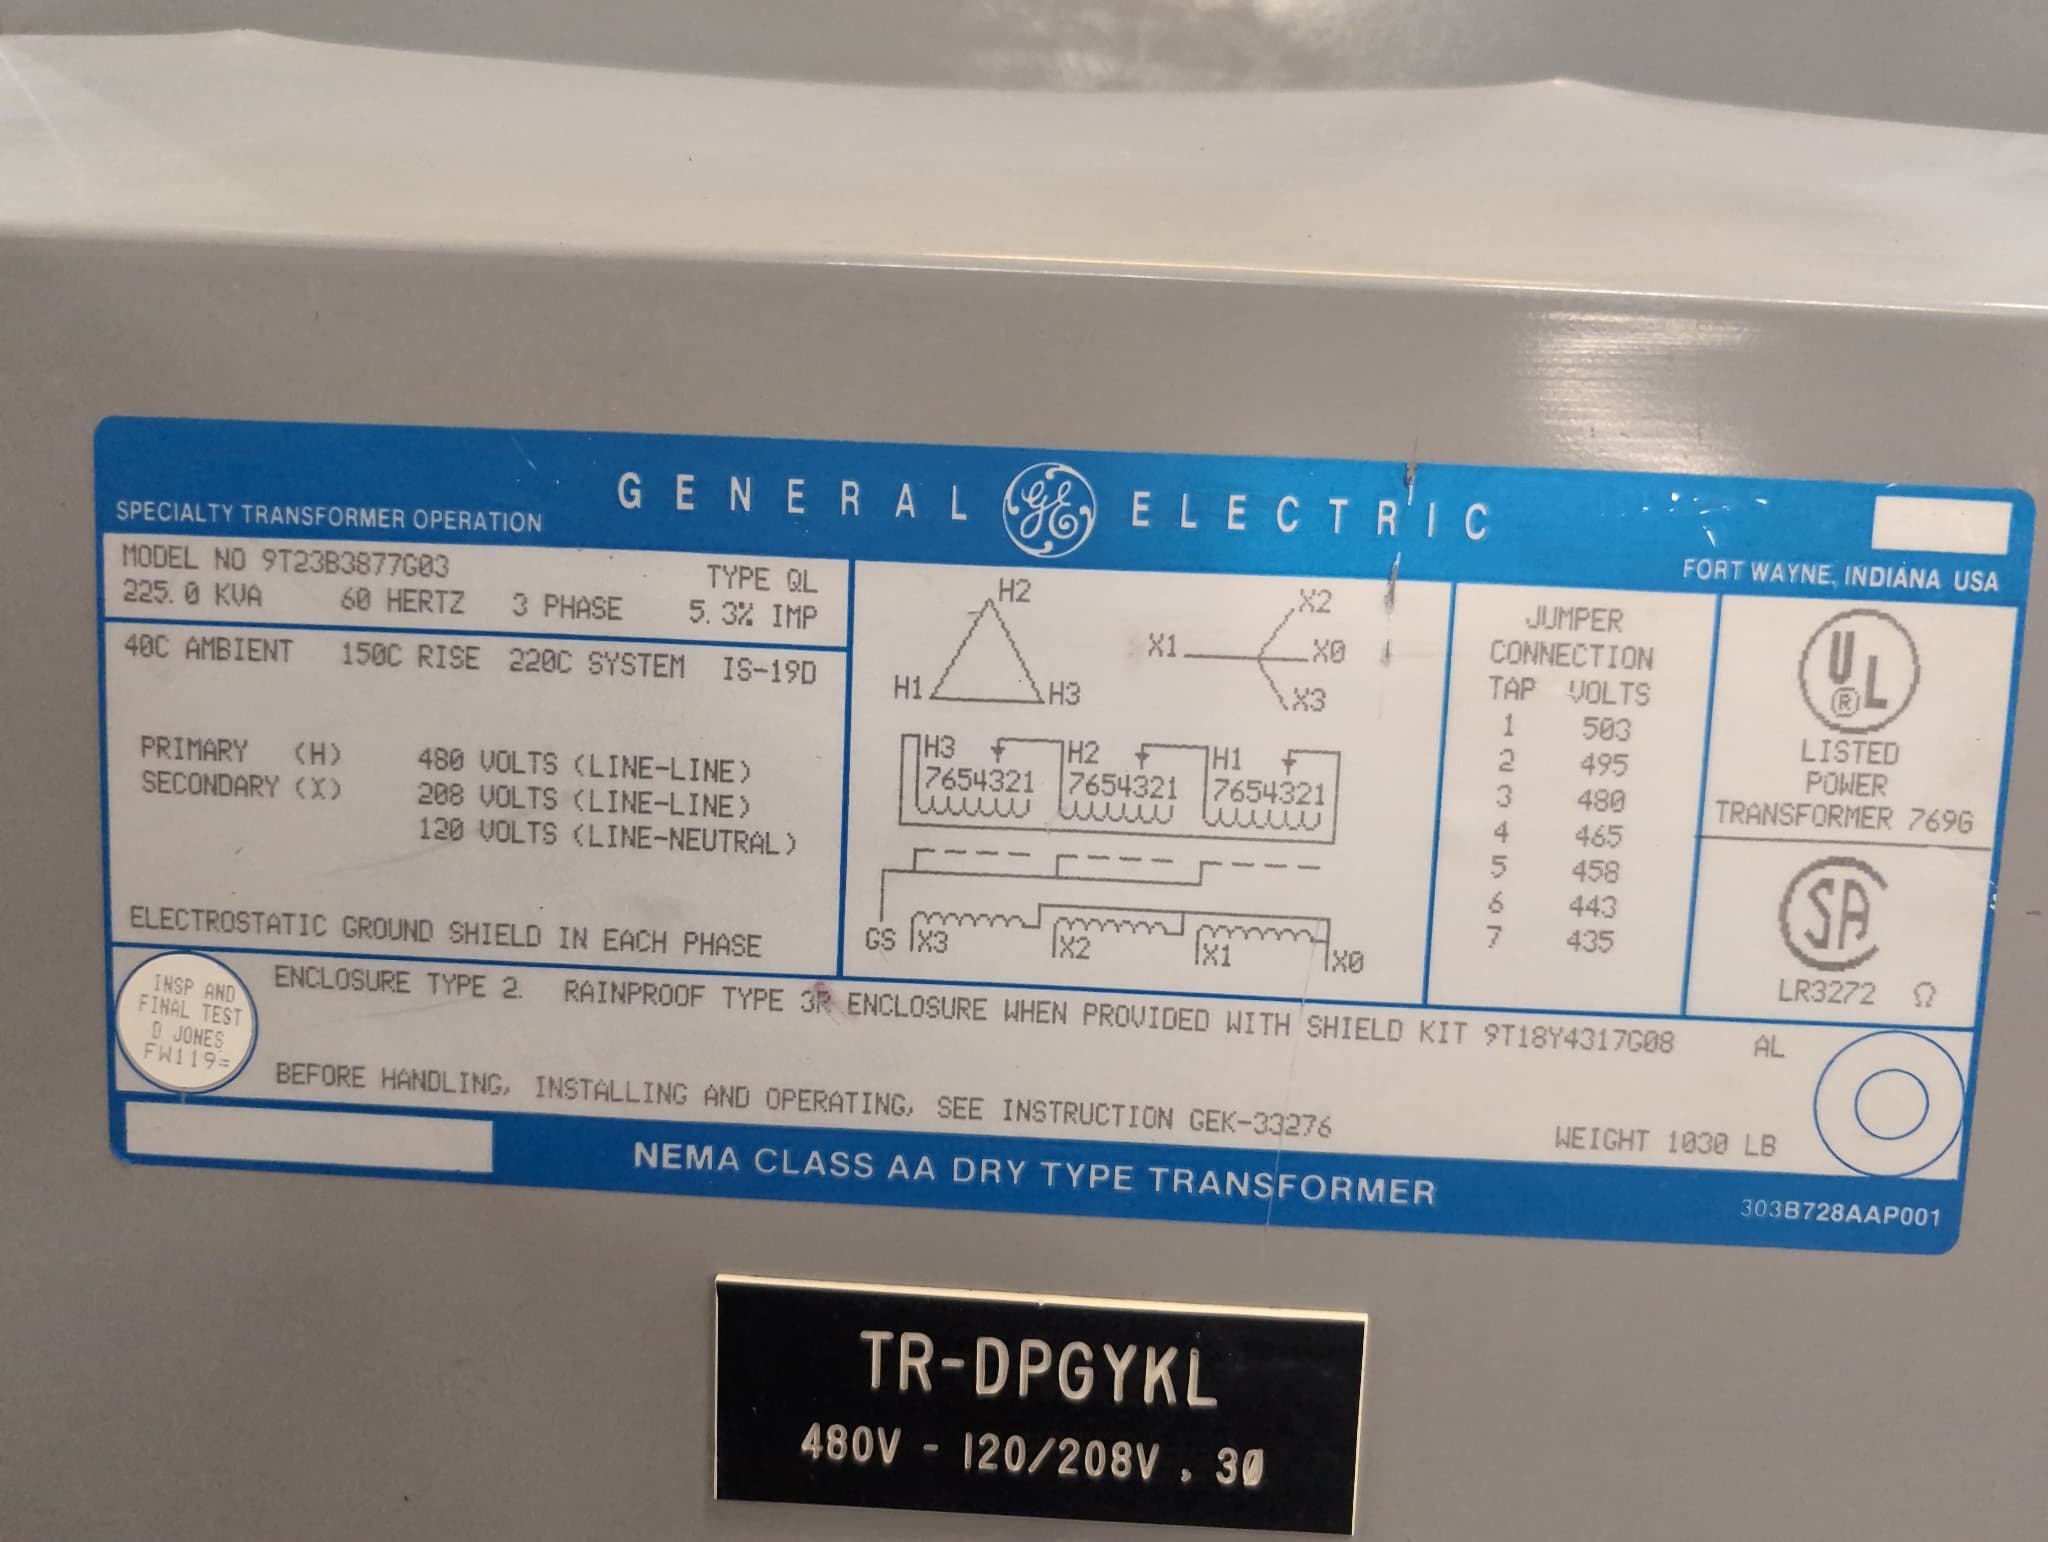 GENERAL GE ELECTRIC
SPECIALTY TRANSFORMER OPERATION
FORT WAYNE, INDIANA USA
MODEL NO 9T23B3877G03 TYPE QL
225.0 KVA 60 HERTZ 3 PHASE 5.3% IMP
40C AMBIENT 150C RISE 220C SYSTEM IS-19D
PRIMARY (H) 480 VOLTS (LINE-LINE)
SECONDARY (X) 208 VOLTS (LINE-LINE)
120 VOLTS (LINE-NEUTRAL)
ELECTROSTATIC GROUND SHIELD IN EACH PHASE
H2
H1 H3
X2
X1 X0
X3
H3 H2 H1
7654321 7654321 7654321
GS X3 X2 X1 X0
JUMPER
CONNECTION
TAP VOLTS
1 503
2 495
3 480
4 465
5 458
6 443
7 435
UL ®
LISTED
POWER
TRANSFORMER 769G
SA
LR3272 Ω
INSP AND
FINAL TEST
D JONES
FW119=
ENCLOSURE TYPE 2. RAINPROOF TYPE 3R ENCLOSURE WHEN PROVIDED WITH SHIELD KIT 9T18Y4317G08 AL
BEFORE HANDLING, INSTALLING AND OPERATING, SEE INSTRUCTION GEK-33276
WEIGHT 1030 LB
NEMA CLASS AA DRY TYPE TRANSFORMER
303B728AAP001
TR-DPGYKL
480V - 120/208V , 3Ø